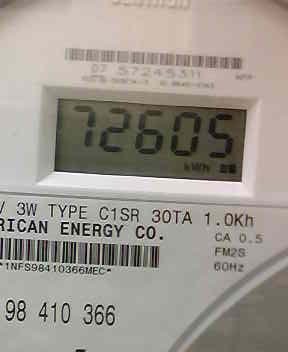 07 57245311
72605
kWh
V 3W TYPE C1SR 30TA 1.0Kh
RICAN ENERGY CO.
CA 0.5
FM2S
60Hz
*1NFS98410366MEC*
98 410 366